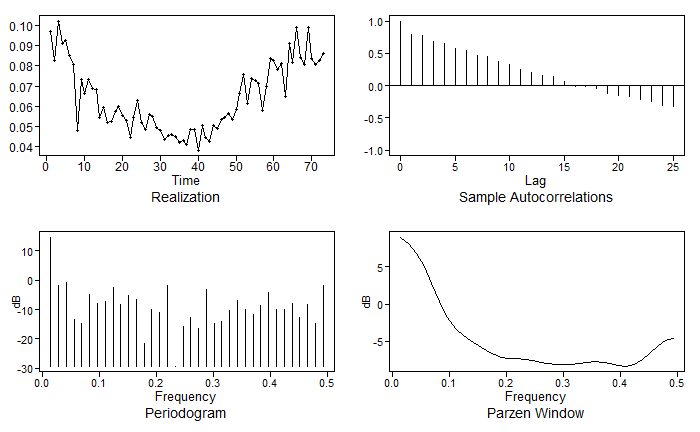 0.10
0.09
0.08
0.07
0.06
0.05
0.04
0 10 20 30 40 50 60 70
Time
Realization
1.0
0.5
0.0
-0.5
-1.0
0 5 10 15 20 25
Lag
Sample Autocorrelations
dB
10
0
-10
-20
-30
0.0 0.1 0.2 0.3 0.4 0.5
Frequency
Periodogram
dB
5
0
-5
0.0 0.1 0.2 0.3 0.4 0.5
Frequency
Parzen Window